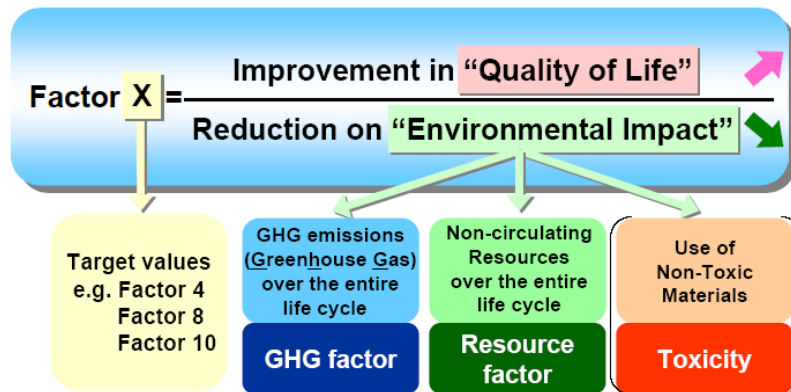 Improvement in “Quality of Life”
Factor X =
Reduction on “Environmental Impact”
Target values
e.g. Factor 4
Factor 8
Factor 10
GHG emissions
(Greenhouse Gas)
over the entire
life cycle
GHG factor
Non-circulating
Resources
over the entire
life cycle
Resource
factor
Use of
Non-Toxic
Materials
Toxicity